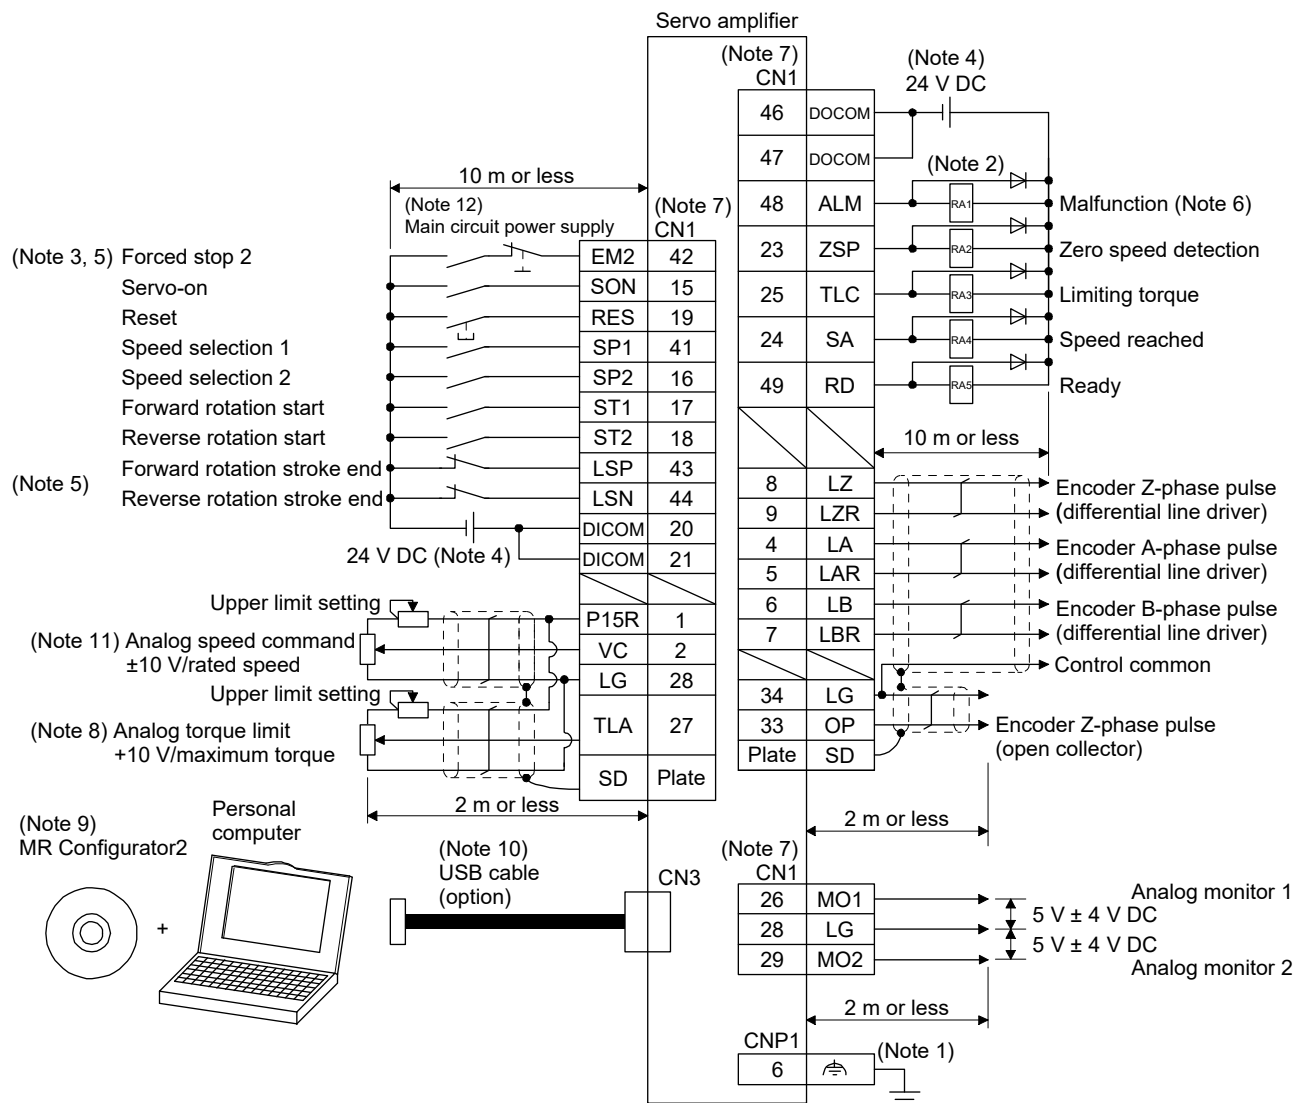 Servo amplifier
(Note 7)
CN1
(Note 4)
24 V DC
46 DOCOM
47 DOCOM
(Note 2)
48 ALM RA1 Malfunction (Note 6)
23 ZSP RA2 Zero speed detection
25 TLC RA3 Limiting torque
24 SA RA4 Speed reached
49 RD RA5 Ready
10 m or less
8 LZ Encoder Z-phase pulse
9 LZR (differential line driver)
4 LA Encoder A-phase pulse
5 LAR (differential line driver)
6 LB Encoder B-phase pulse
7 LBR (differential line driver)
Control common
34 LG
33 OP Encoder Z-phase pulse
(open collector)
Plate SD
2 m or less
10 m or less
(Note 12)
Main circuit power supply
(Note 7)
CN1
(Note 3, 5) Forced stop 2 EM2 42
Servo-on SON 15
Reset RES 19
Speed selection 1 SP1 41
Speed selection 2 SP2 16
Forward rotation start ST1 17
Reverse rotation start ST2 18
Forward rotation stroke end LSP 43
(Note 5)
Reverse rotation stroke end LSN 44
DICOM 20
24 V DC (Note 4) DICOM 21
Upper limit setting P15R 1
(Note 11) Analog speed command VC 2
±10 V/rated speed
LG 28
Upper limit setting
(Note 8) Analog torque limit TLA 27
+10 V/maximum torque
SD Plate
2 m or less
(Note 9)
MR Configurator2
+
Personal
computer
(Note 10)
USB cable
(option)
CN3
(Note 7)
CN1
26 MO1 Analog monitor 1
5 V ± 4 V DC
28 LG
5 V ± 4 V DC
29 MO2 Analog monitor 2
2 m or less
CNP1
6 (Note 1)